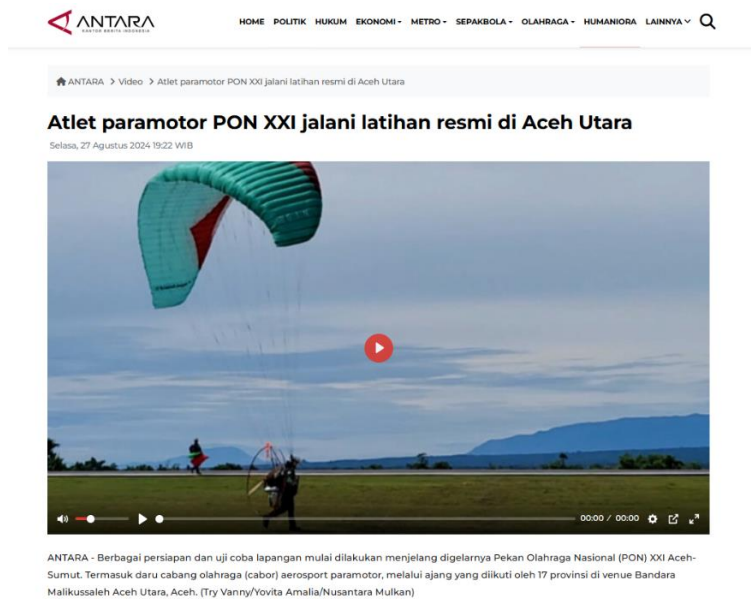 ANTARA
KANTOR BERITA INDONESIA
HOME POLITIK HUKUM EKONOMI METRO SEPAKBOLA OLAHRAGA HUMANIORA LAINNYA
ANTARA > Video > Atlet paramotor PON XXI jalani latihan resmi di Aceh Utara
Atlet paramotor PON XXI jalani latihan resmi di Aceh Utara
Selasa, 27 Agustus 2024 19:22 WIB
00:00 / 00:00
ANTARA - Berbagai persiapan dan uji coba lapangan mulai dilakukan menjelang digelarnya Pekan Olahraga Nasional (PON) XXI Aceh-
Sumut. Termasuk daru cabang olahraga (cabor) aerosport paramotor, melalui ajang yang diikuti oleh 17 provinsi di venue Bandara
Malikussaleh Aceh Utara, Aceh. (Try Vanny/Yovita Amalia/Nusantara Mulkan)